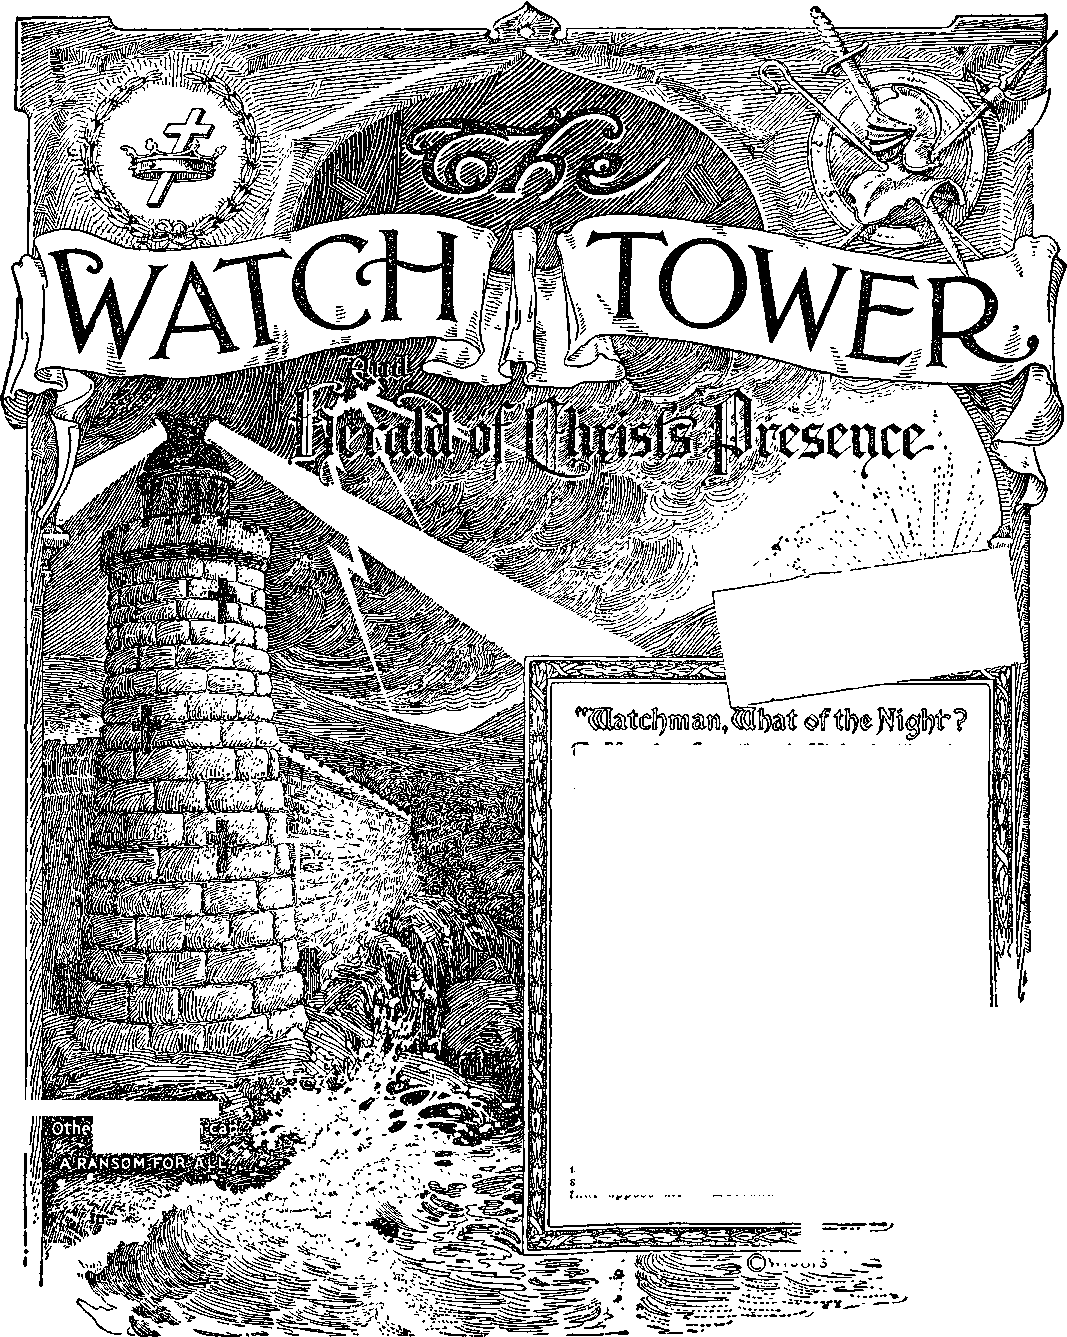 The
WATCH TOWER
And
Herald of Christ's Presence
"Watchman, What of the Night"?
A RANSOM FOR ALL